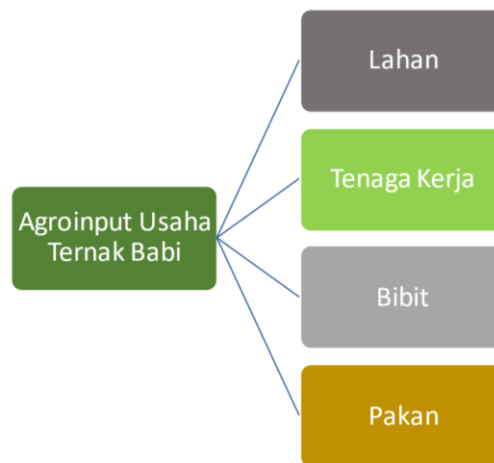 Agroinput Usaha
Ternak Babi
Lahan
Tenaga Kerja
Bibit
Pakan